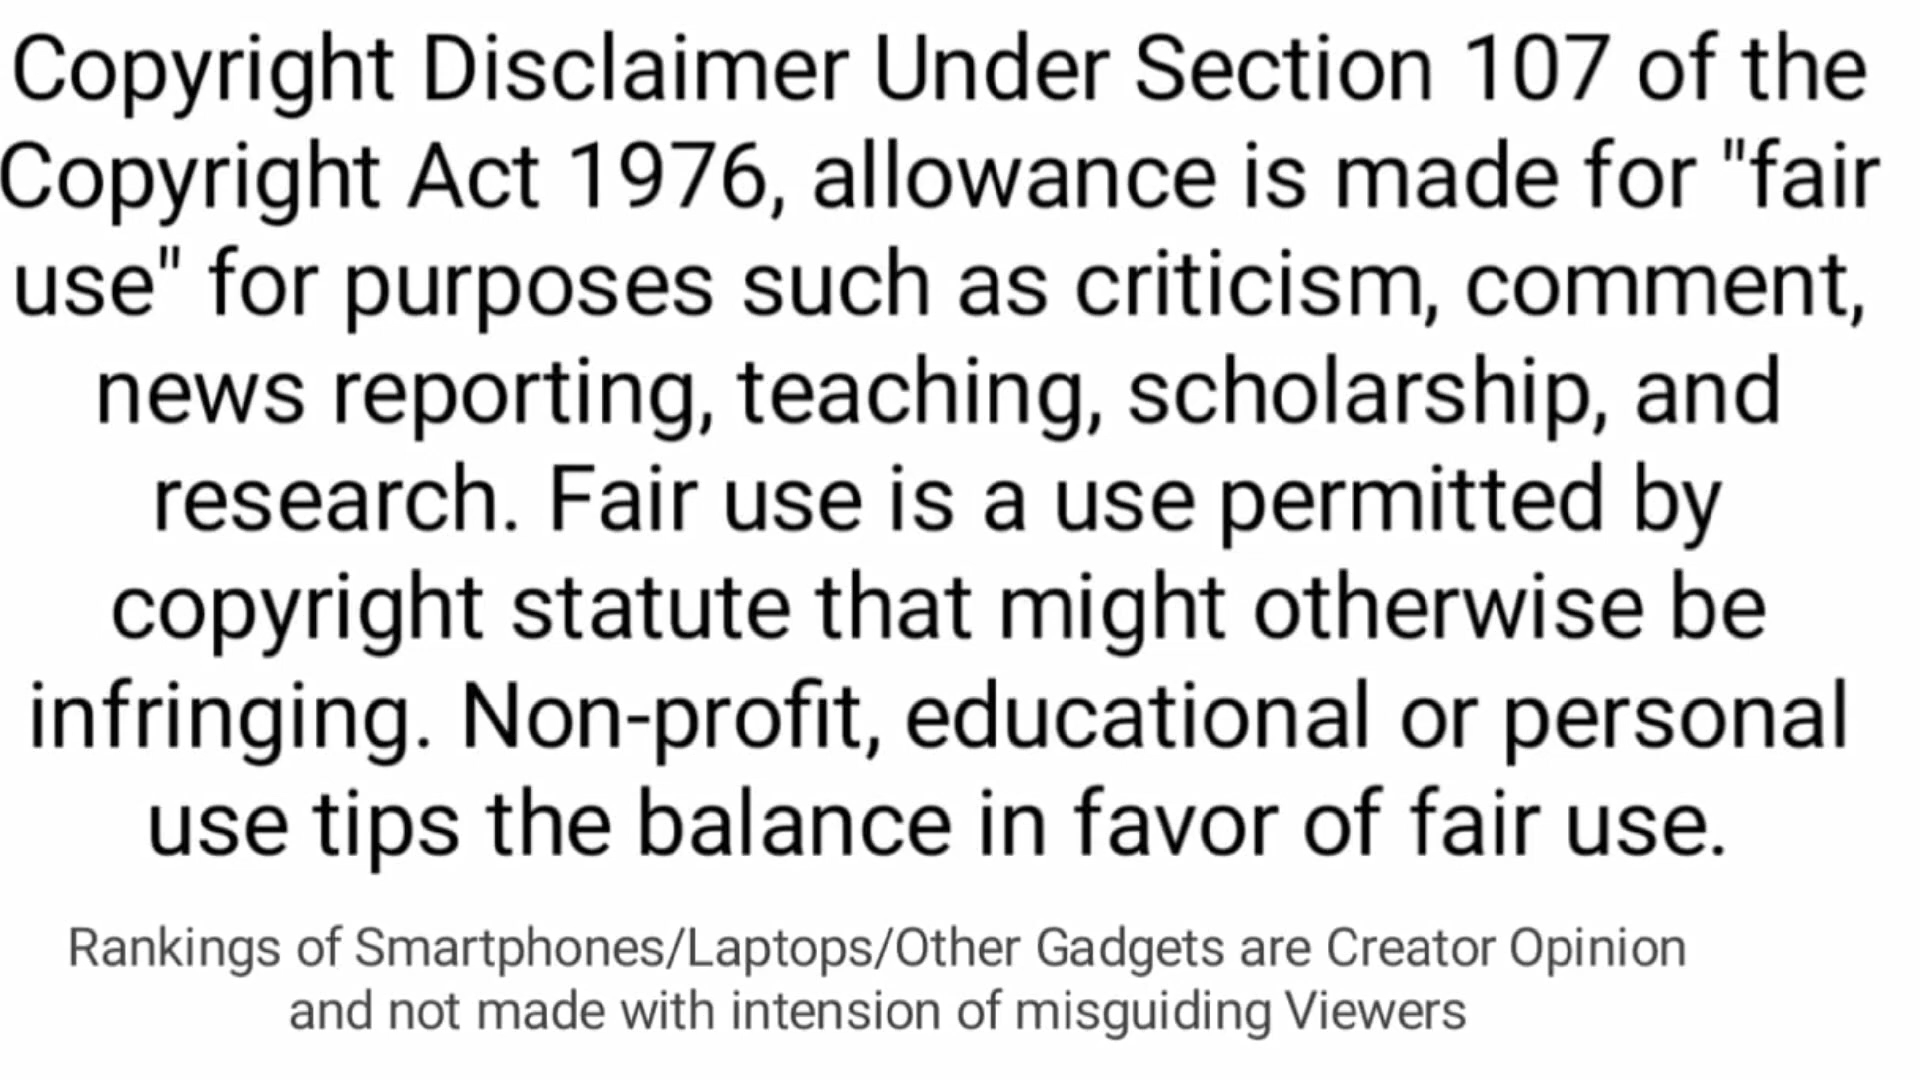 Copyright Disclaimer Under Section 107 of the
Copyright Act 1976, allowance is made for "fair
use" for purposes such as criticism, comment,
news reporting, teaching, scholarship, and
research. Fair use is a use permitted by
copyright statute that might otherwise be
infringing. Non-profit, educational or personal
use tips the balance in favor of fair use.
Rankings of Smartphones/Laptops/Other Gadgets are Creator Opinion
and not made with intension of misguiding Viewers